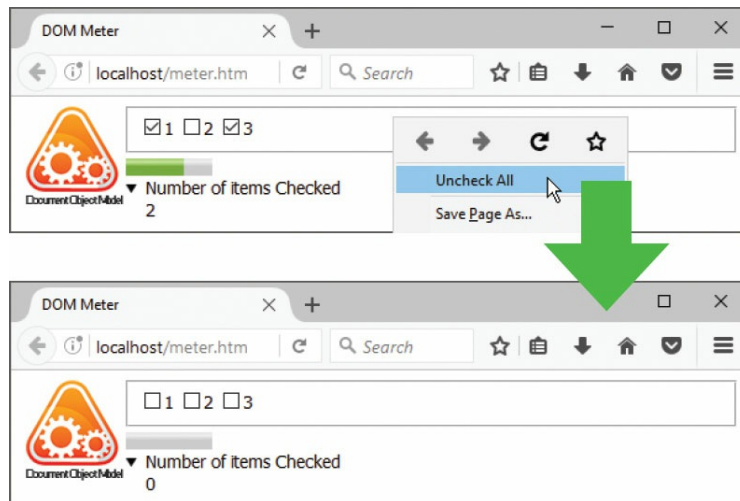 DOM Meter
localhost/meter.htm Search
1 2 3
Uncheck All
Number of items Checked
Document Object Model
2
Save Page As...
DOM Meter
localhost/meter.htm Search
1 2 3
Number of items Checked
Document Object Model
0